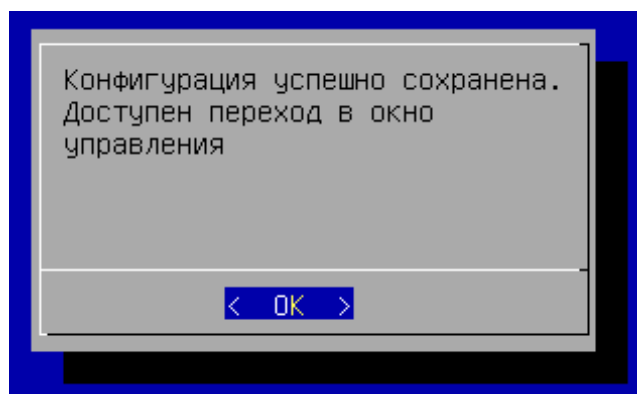 Конфигурация успешно сохранена.
Доступен переход в окно
управления
< OK >